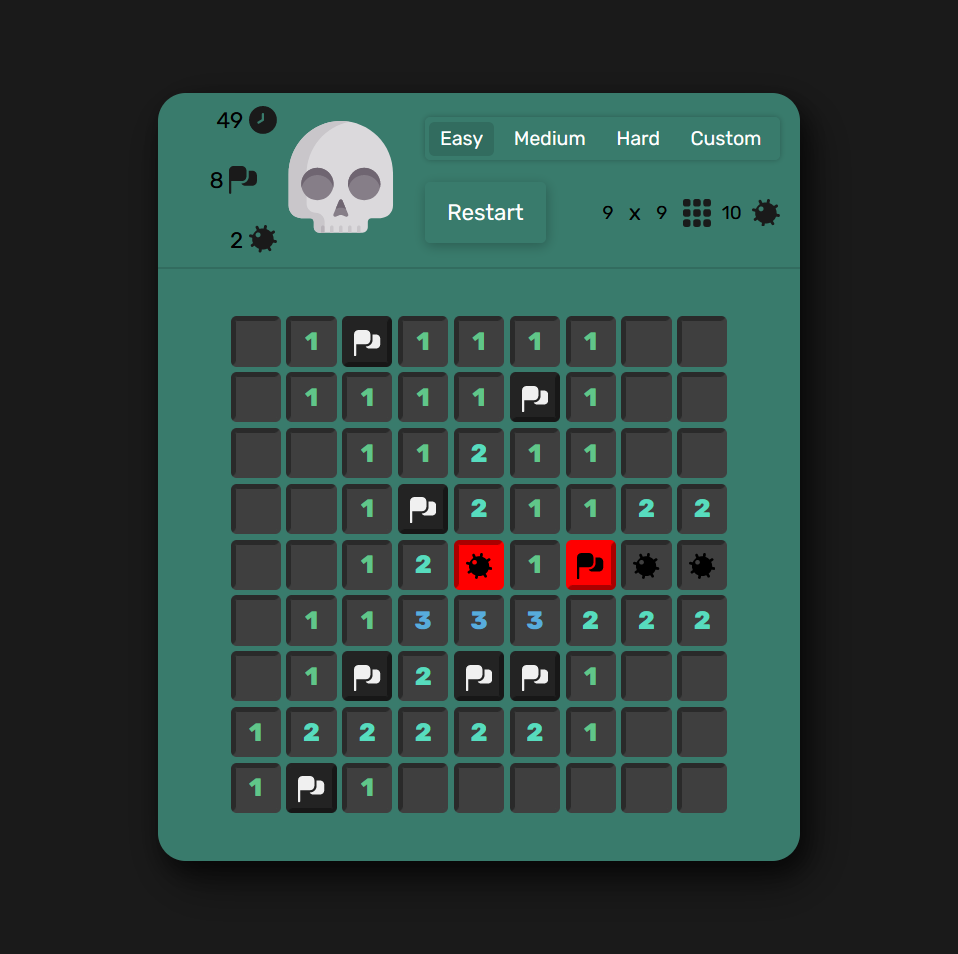 49
Easy Medium Hard Custom
8
Restart 9 x 9 10
2
1 1 1 1 1
1 1 1 1 1
1 1 2 1 1
1 2 1 1 2 2
1 2 1
1 1 3 3 3 2 2 2
1 2 1
1 2 2 2 2 2 1
1 1